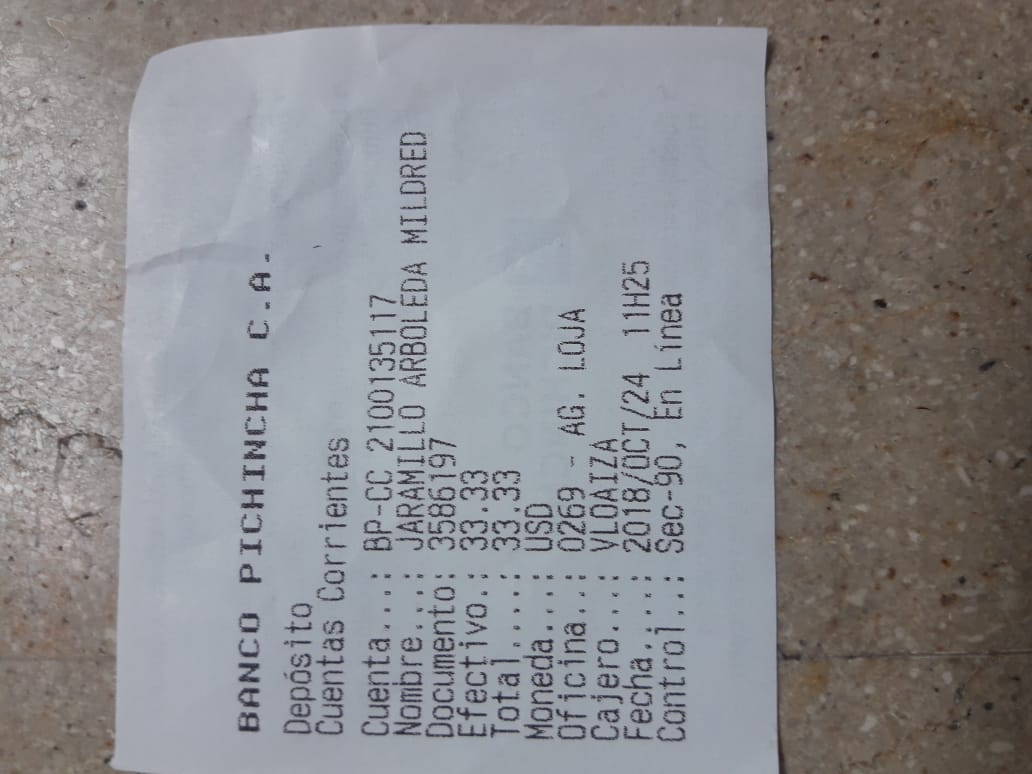 BANCO PICHINCHA C.A.
Depósito
Cuentas Corrientes
Cuenta...: BP-CC 2100135117
Nombre...: JARAMILLO ARBOLEDA MILDRED
Documento: 3586197
Efectivo.: 33.33
Total....: 33.33
Moneda...: USD
Oficina..: 0269 - AG. LOJA
Cajero...: VLOAIZA
Fecha....: 2018/OCT/24 11H25
Control..: Sec-90, En Línea